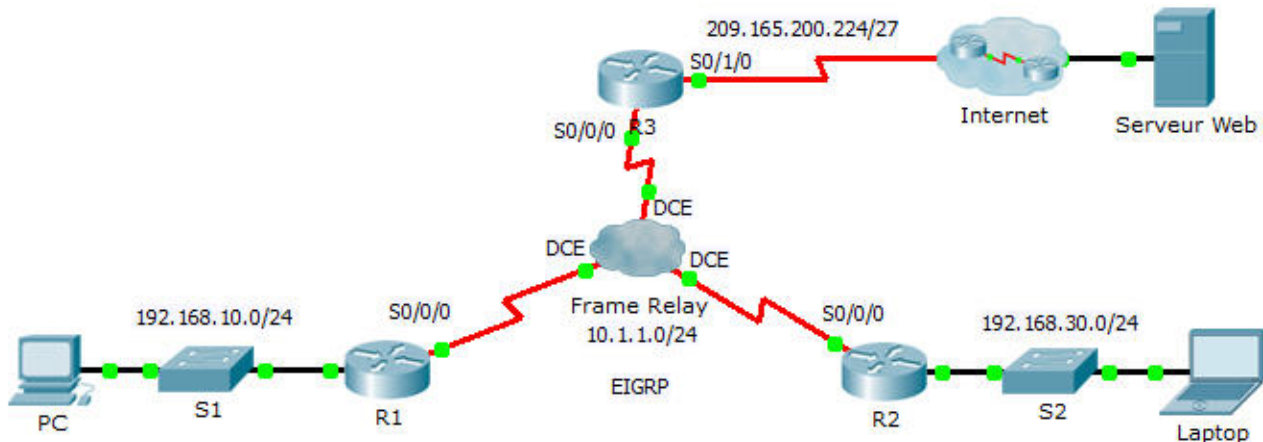 209.165.200.224/27
S0/1/0
Internet
Serveur Web
S0/0/0
R3
DCE
DCE
DCE
Frame Relay
10.1.1.0/24
EIGRP
192.168.10.0/24
S0/0/0
S0/0/0
192.168.30.0/24
PC
S1
R1
R2
S2
Laptop